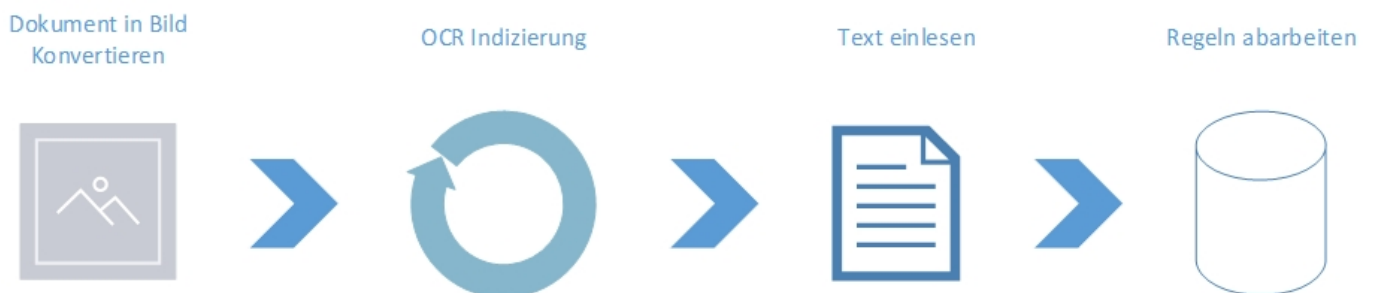 Dokument in Bild
Konvertieren
OCR Indizierung
Text einlesen
Regeln abarbeiten